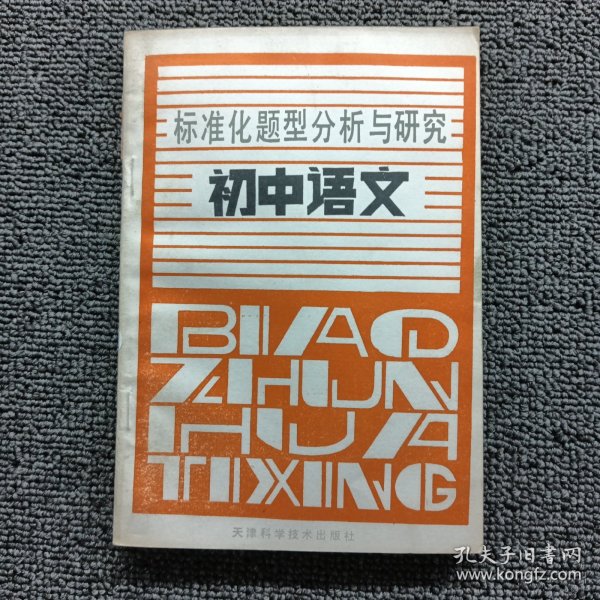 标准化题型分析与研究
初中语文
BIAO
ZHUN
HUA
TIXING
天津科学技术出版社
孔夫子旧書网
www.kongfz.com